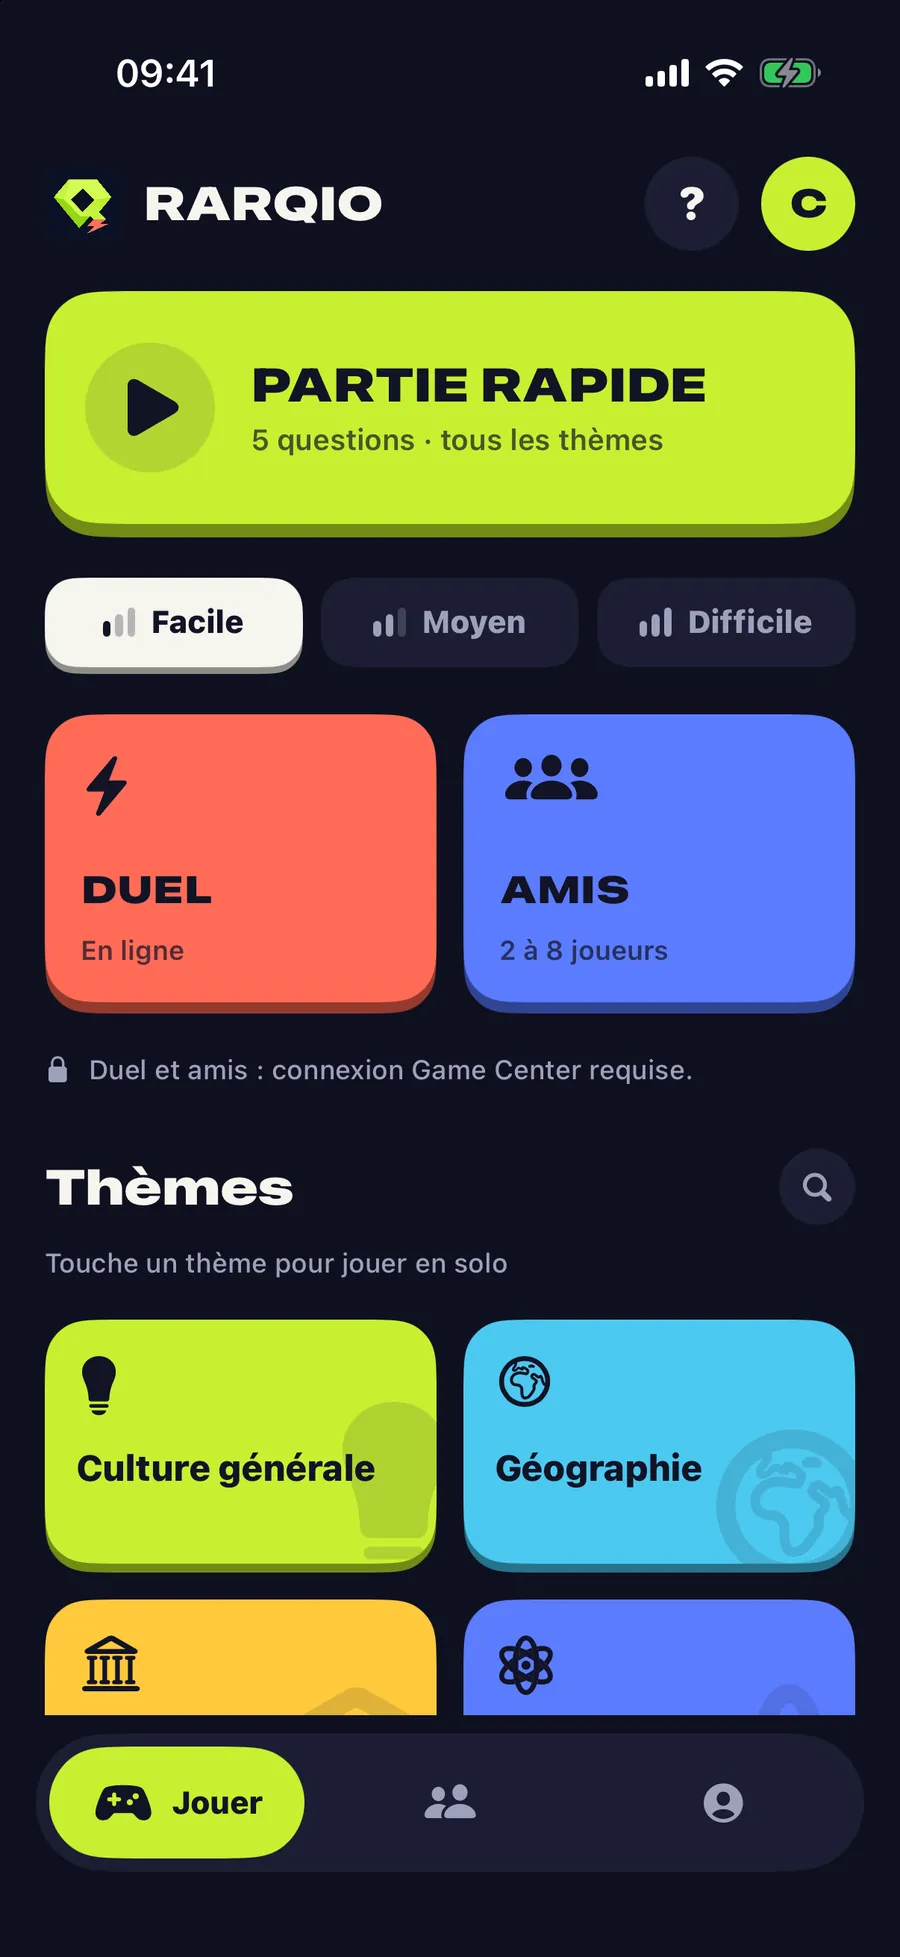 09:41
RARQIO
?
C
PARTIE RAPIDE
5 questions · tous les thèmes
Facile
Moyen
Difficile
DUEL
En ligne
AMIS
2 à 8 joueurs
Duel et amis : connexion Game Center requise.
Thèmes
Touche un thème pour jouer en solo
Culture générale
Géographie
Jouer